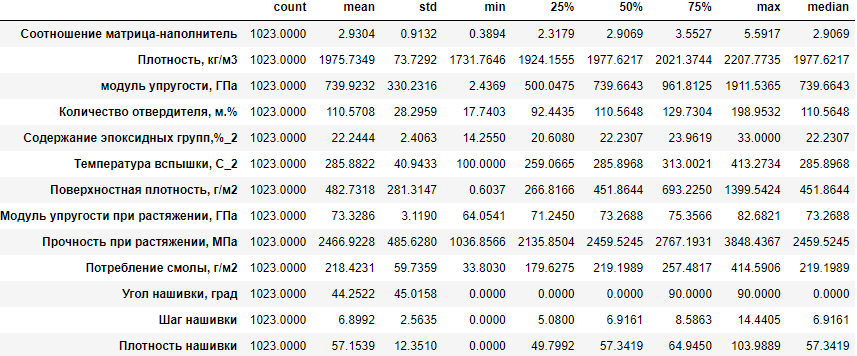 count mean std min 25% 50% 75% max median
Соотношение матрица-наполнитель 1023.0000 2.9304 0.9132 0.3894 2.3179 2.9069 3.5527 5.5917 2.9069
Плотность, кг/м3 1023.0000 1975.7349 73.7292 1731.7646 1924.1555 1977.6217 2021.3744 2207.7735 1977.6217
модуль упругости, ГПа 1023.0000 739.9232 330.2316 2.4369 500.0475 739.6643 961.8125 1911.5365 739.6643
Количество отвердителя, м.% 1023.0000 110.5708 28.2959 17.7403 92.4435 110.5648 129.7304 198.9532 110.5648
Содержание эпоксидных групп,%_2 1023.0000 22.2444 2.4063 14.2550 20.6080 22.2307 23.9619 33.0000 22.2307
Температура вспышки, С_2 1023.0000 285.8822 40.9433 100.0000 259.0665 285.8968 313.0021 413.2734 285.8968
Поверхностная плотность, г/м2 1023.0000 482.7318 281.3147 0.6037 266.8166 451.8644 693.2250 1399.5424 451.8644
Модуль упругости при растяжении, ГПа 1023.0000 73.3286 3.1190 64.0541 71.2450 73.2688 75.3566 82.6821 73.2688
Прочность при растяжении, МПа 1023.0000 2466.9228 485.6280 1036.8566 2135.8504 2459.5245 2767.1931 3848.4367 2459.5245
Потребление смолы, г/м2 1023.0000 218.4231 59.7359 33.8030 179.6275 219.1989 257.4817 414.5906 219.1989
Угол нашивки, град 1023.0000 44.2522 45.0158 0.0000 0.0000 0.0000 90.0000 90.0000 0.0000
Шаг нашивки 1023.0000 6.8992 2.5635 0.0000 5.0800 6.9161 8.5863 14.4405 6.9161
Плотность нашивки 1023.0000 57.1539 12.3510 0.0000 49.7992 57.3419 64.9450 103.9889 57.3419